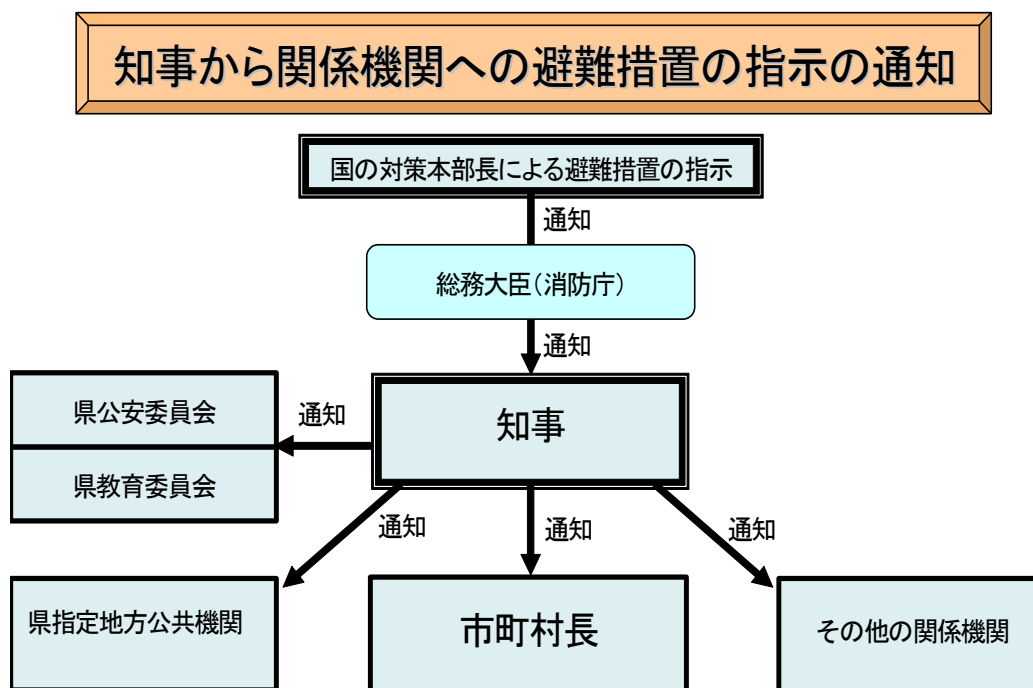 知事から関係機関への避難措置の指示の通知
国の対策本部長による避難措置の指示
通知
総務大臣（消防庁）
通知
知事
通知
県公安委員会
県教育委員会
通知
通知
通知
県指定地方公共機関
市町村長
その他の関係機関